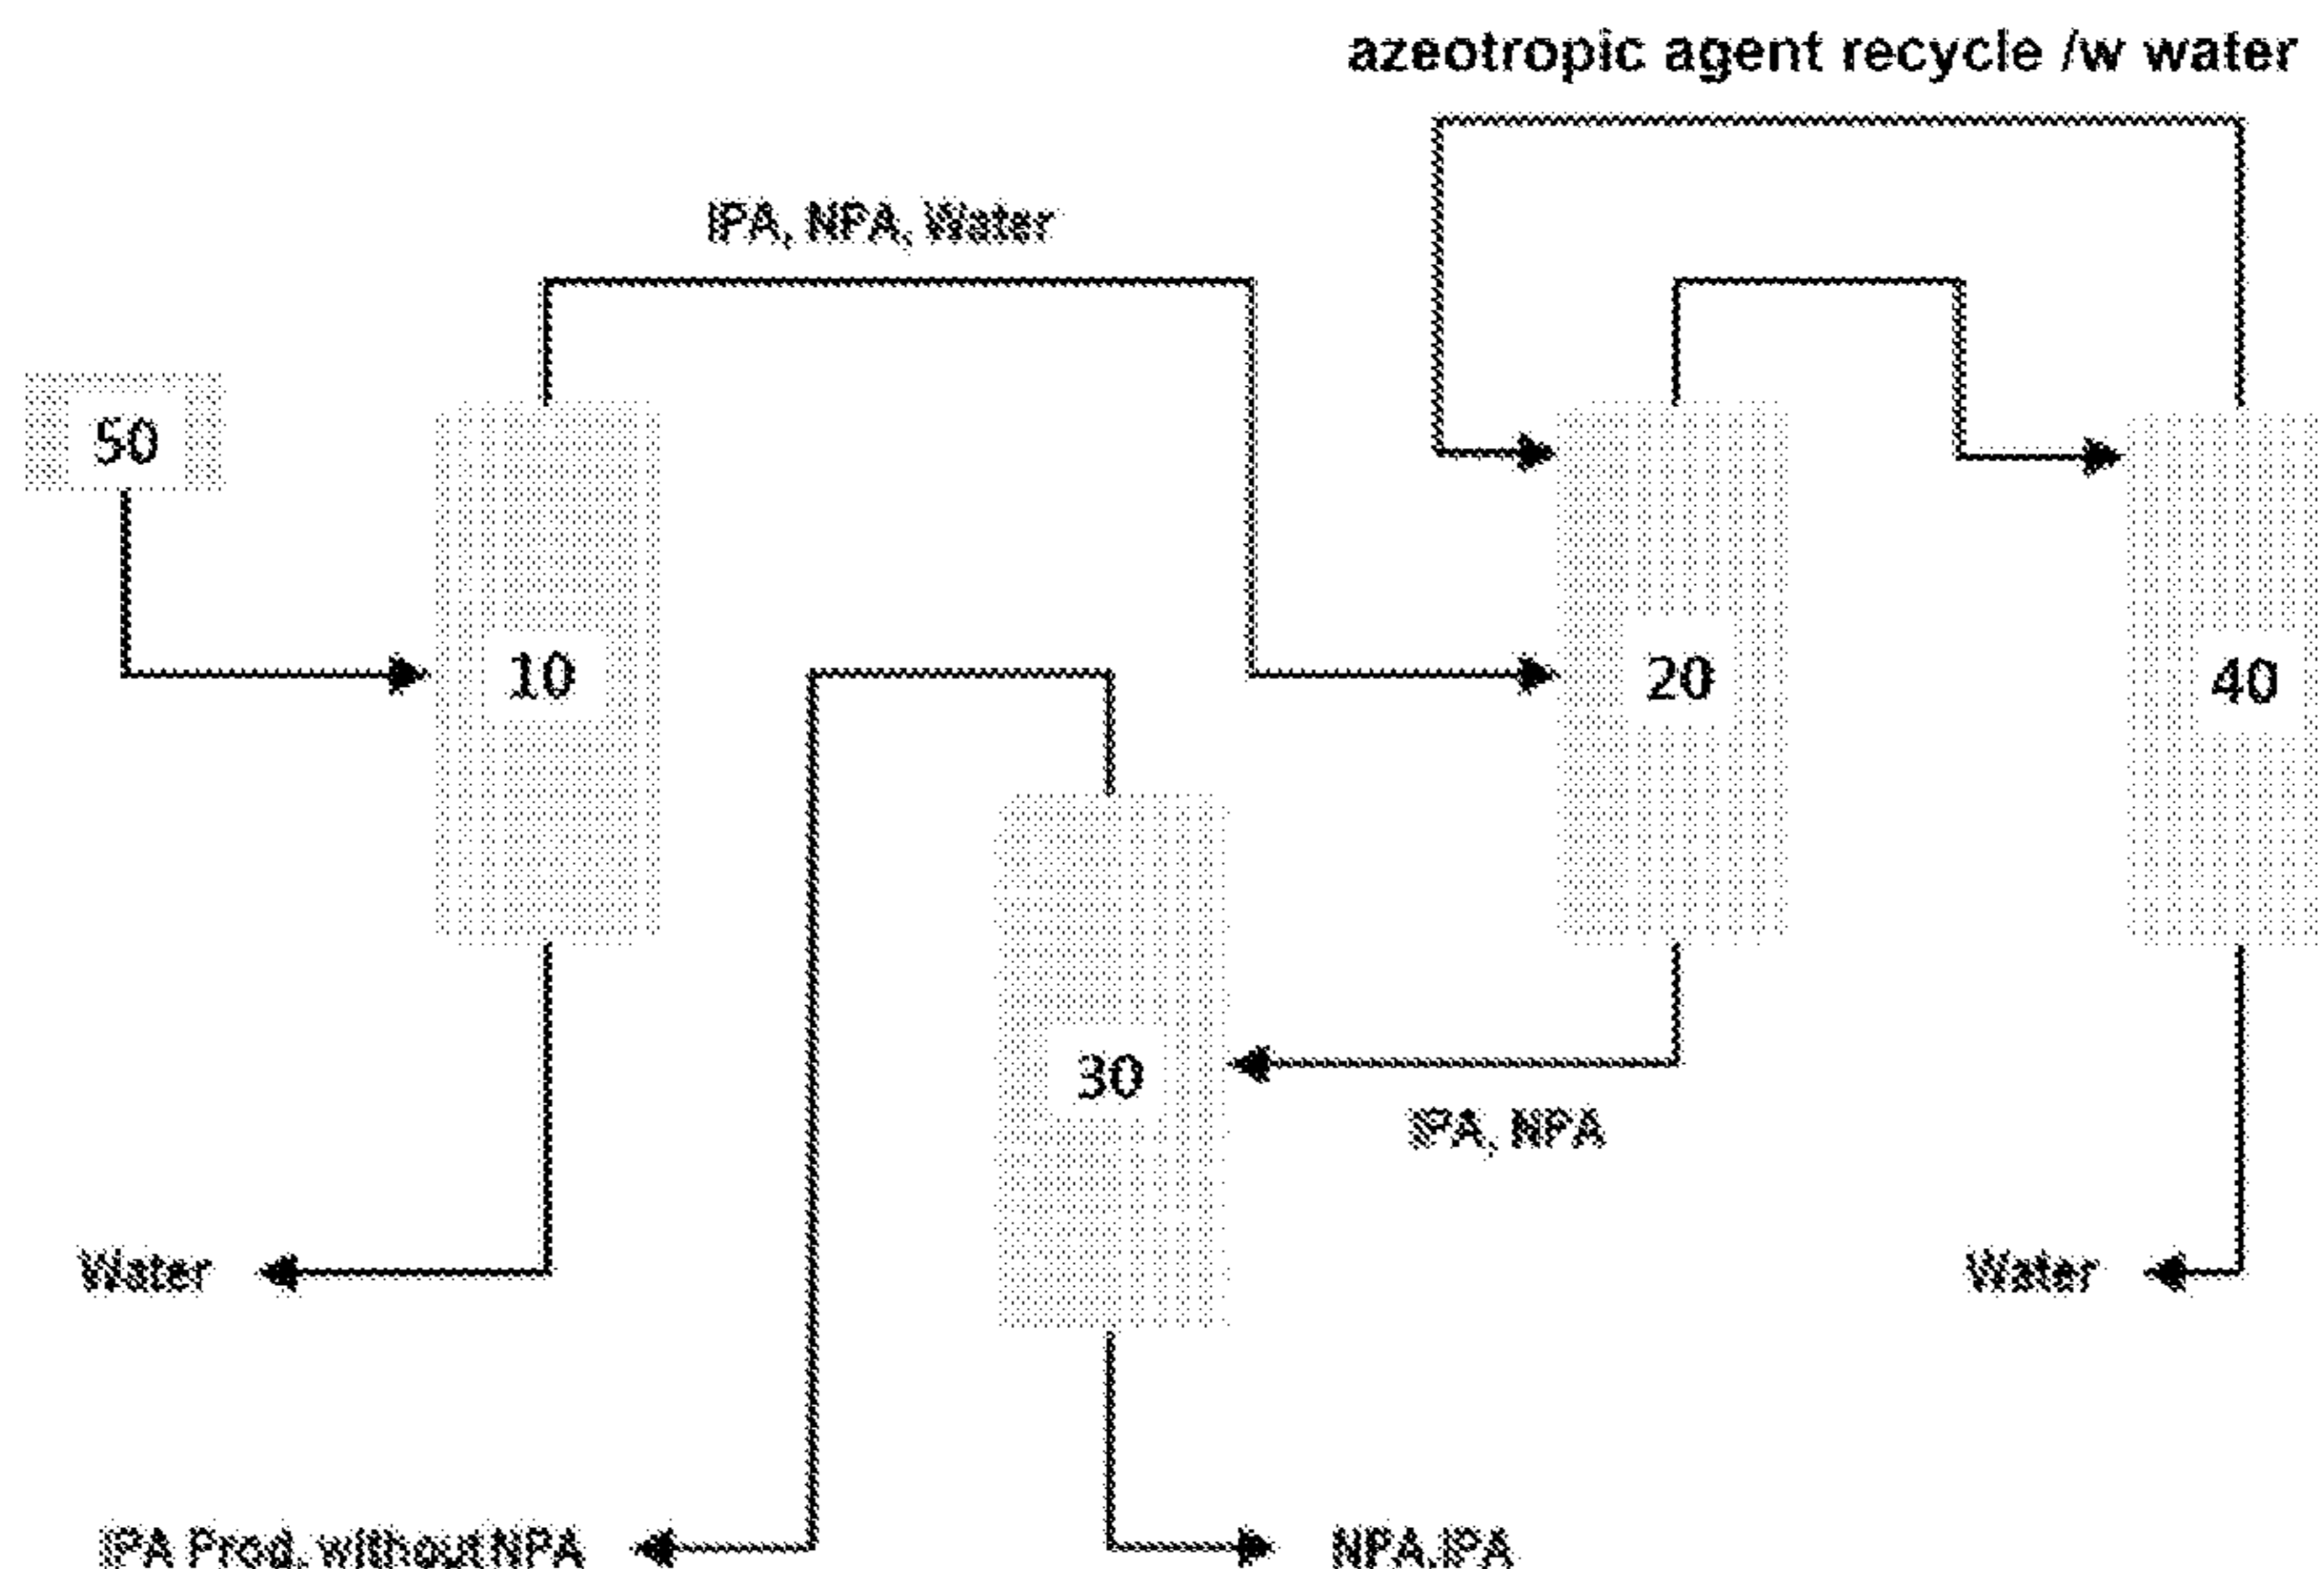 azeotropic agent recycle /w water
IPA, NPA, Water
50
10
20
40
30
IPA, NPA
Water
Water
IPA Prod. without NPA
NPA,IPA